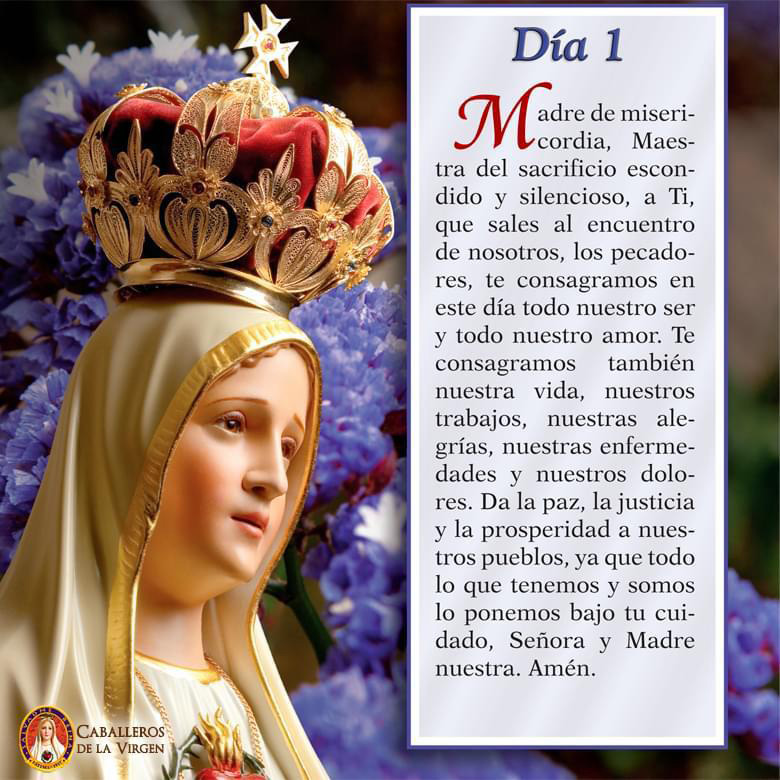 Día 1
Madre de miseri-
cordia, Maes-
tra del sacrificio escon-
dido y silencioso, a Ti,
que sales al encuentro
de nosotros, los pecado-
res, te consagramos en
este día todo nuestro ser
y todo nuestro amor. Te
consagramos también
nuestra vida, nuestros
trabajos, nuestras ale-
grías, nuestras enferme-
dades y nuestros dolo-
res. Da la paz, la justicia
y la prosperidad a nues-
tros pueblos, ya que todo
lo que tenemos y somos
lo ponemos bajo tu cui-
dado, Señora y Madre
nuestra. Amén.
CABALLEROS
DE LA VIRGEN